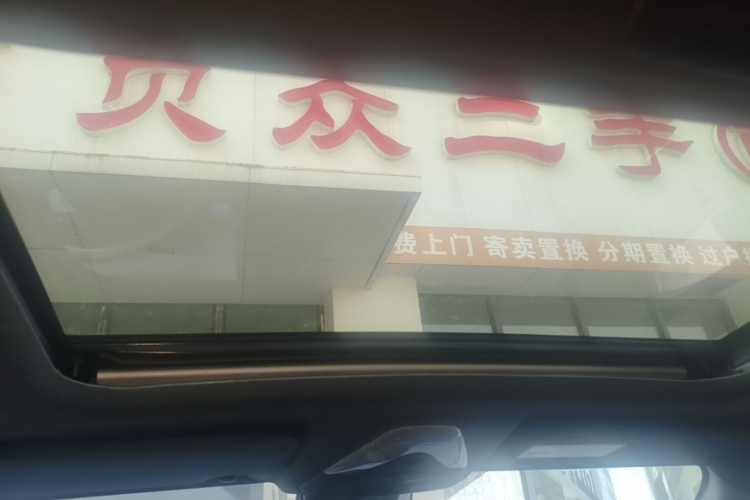 贝众二手
费上门 寄卖置换 分期置换 过户